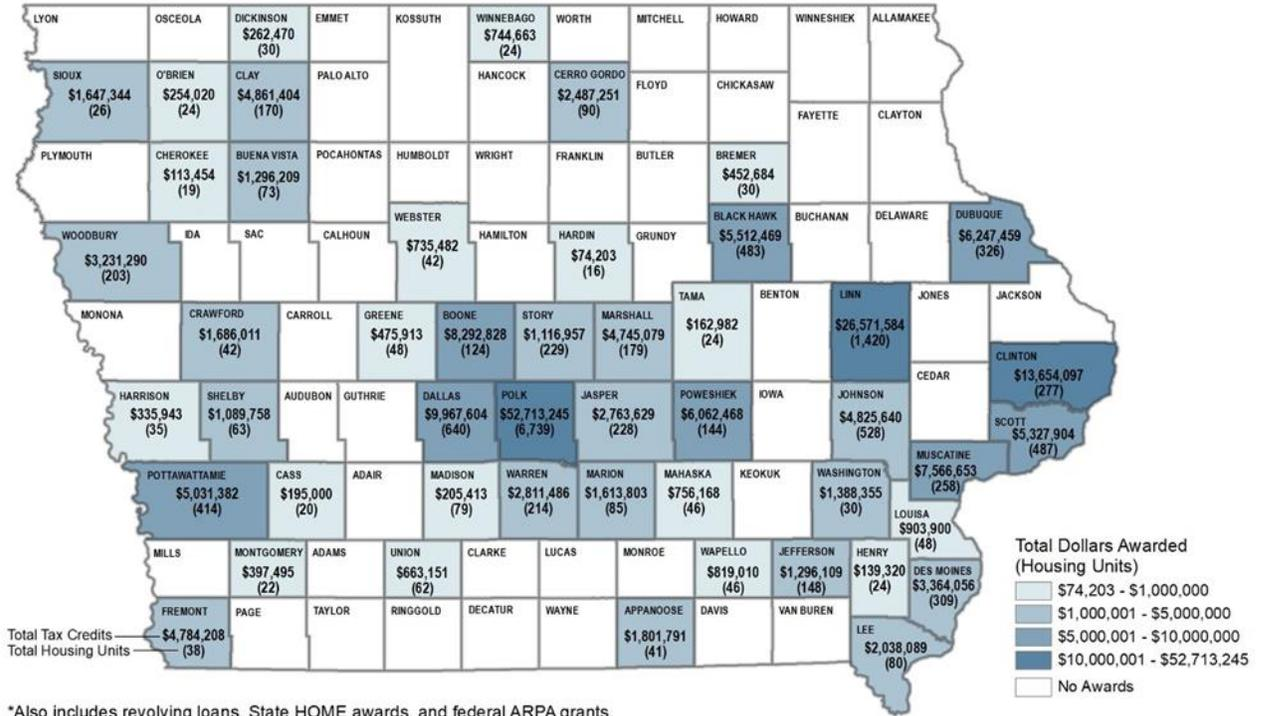 LYON
OSCEOLA
DICKINSON
$262,470
(30)
EMMET
KOSSUTH
WINNEBAGO
$744,663
(24)
WORTH
MITCHELL
HOWARD
WINNESHIEK
ALLAMAKEE
SIOUX
$1,647,344
(26)
O'BRIEN
$254,020
(24)
CLAY
$4,861,404
(170)
PALO ALTO
HANCOCK
CERRO GORDO
$2,487,251
(90)
FLOYD
CHICKASAW
FAYETTE
CLAYTON
PLYMOUTH
CHEROKEE
$113,454
(19)
BUENA VISTA
$1,296,209
(73)
POCAHONTAS
HUMBOLDT
WRIGHT
FRANKLIN
BUTLER
BREMER
$452,684
(30)
WOODBURY
$3,231,290
(203)
IDA
SAC
CALHOUN
WEBSTER
$735,482
(42)
HAMILTON
HARDIN
$74,203
(16)
GRUNDY
BLACK HAWK
$5,512,469
(483)
BUCHANAN
DELAWARE
DUBUQUE
$6,247,459
(326)
MONONA
CRAWFORD
$1,686,011
(42)
CARROLL
GREENE
$475,913
(48)
BOONE
$8,292,828
(124)
STORY
$1,116,957
(229)
MARSHALL
$4,745,079
(179)
TAMA
$162,982
(24)
BENTON
LINN
$26,571,584
(1,420)
JONES
JACKSON
CLINTON
$13,654,097
(277)
CEDAR
HARRISON
$335,943
(35)
SHELBY
$1,089,758
(63)
AUDUBON
GUTHRIE
DALLAS
$9,967,604
(640)
POLK
$52,713,245
(6,739)
JASPER
$2,763,629
(228)
POWESHIEK
$6,062,468
(144)
IOWA
JOHNSON
$4,825,640
(528)
SCOTT
$5,327,904
(487)
MUSCATINE
$7,566,653
(258)
POTTAWATTAMIE
$5,031,382
(414)
CASS
$195,000
(20)
ADAIR
MADISON
$205,413
(79)
WARREN
$2,811,486
(214)
MARION
$1,613,803
(85)
MAHASKA
$756,168
(46)
KEOKUK
WASHINGTON
$1,388,355
(30)
LOUISA
$903,900
(48)
MILLS
MONTGOMERY
$397,495
(22)
ADAMS
UNION
$663,151
(62)
CLARKE
LUCAS
MONROE
WAPELLO
$819,010
(46)
JEFFERSON
$1,296,109
(148)
HENRY
$139,320
(24)
DES MOINES
$3,364,056
(309)
FREMONT
$4,784,208
(38)
PAGE
TAYLOR
RINGGOLD
DECATUR
WAYNE
APPANOOSE
$1,801,791
(41)
DAVIS
VAN BUREN
LEE
$2,038,089
(80)
Total Tax Credits
Total Housing Units
Total Dollars Awarded
(Housing Units)
$74,203 - $1,000,000
$1,000,001 - $5,000,000
$5,000,001 - $10,000,000
$10,000,001 - $52,713,245
No Awards
*Also includes revolving loans, State HOME awards, and federal ARPA grants